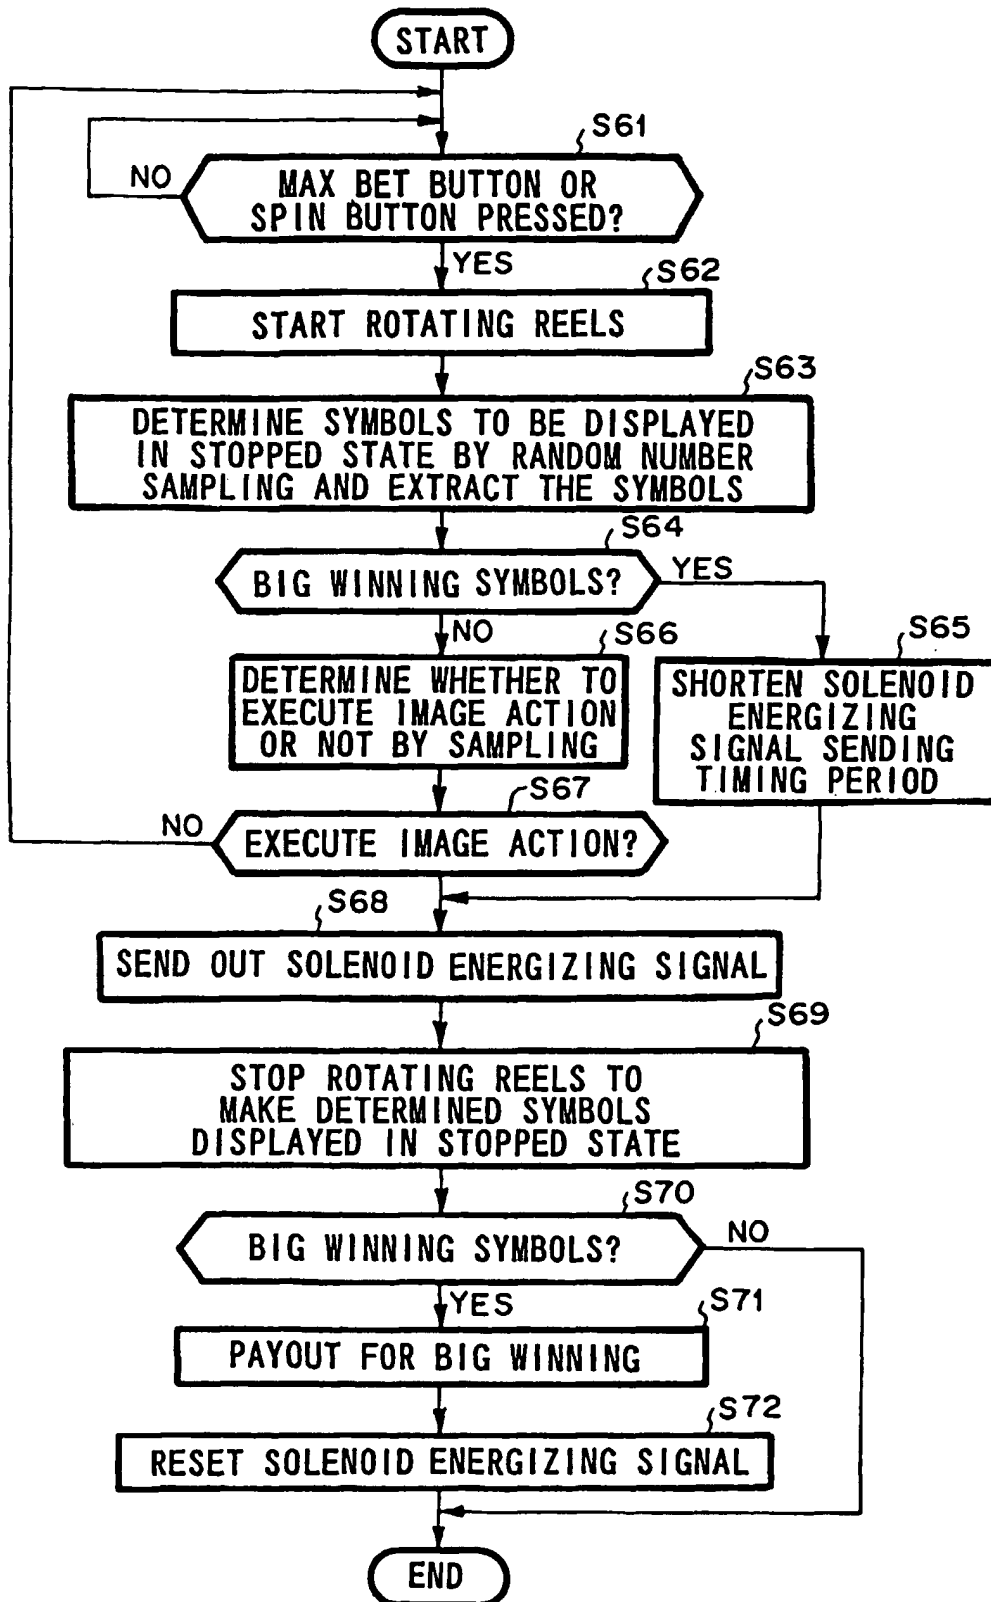 START
S61
NO
MAX BET BUTTON OR
SPIN BUTTON PRESSED?
YES
S62
START ROTATING REELS
S63
DETERMINE SYMBOLS TO BE DISPLAYED
IN STOPPED STATE BY RANDOM NUMBER
SAMPLING AND EXTRACT THE SYMBOLS
S64
BIG WINNING SYMBOLS?
YES
NO
S66
S65
DETERMINE WHETHER TO
EXECUTE IMAGE ACTION
OR NOT BY SAMPLING
SHORTEN SOLENOID
ENERGIZING
SIGNAL SENDING
TIMING PERIOD
S67
NO
EXECUTE IMAGE ACTION?
S68
SEND OUT SOLENOID ENERGIZING SIGNAL
S69
STOP ROTATING REELS TO
MAKE DETERMINED SYMBOLS
DISPLAYED IN STOPPED STATE
S70
BIG WINNING SYMBOLS?
NO
YES
S71
PAYOUT FOR BIG WINNING
S72
RESET SOLENOID ENERGIZING SIGNAL
END